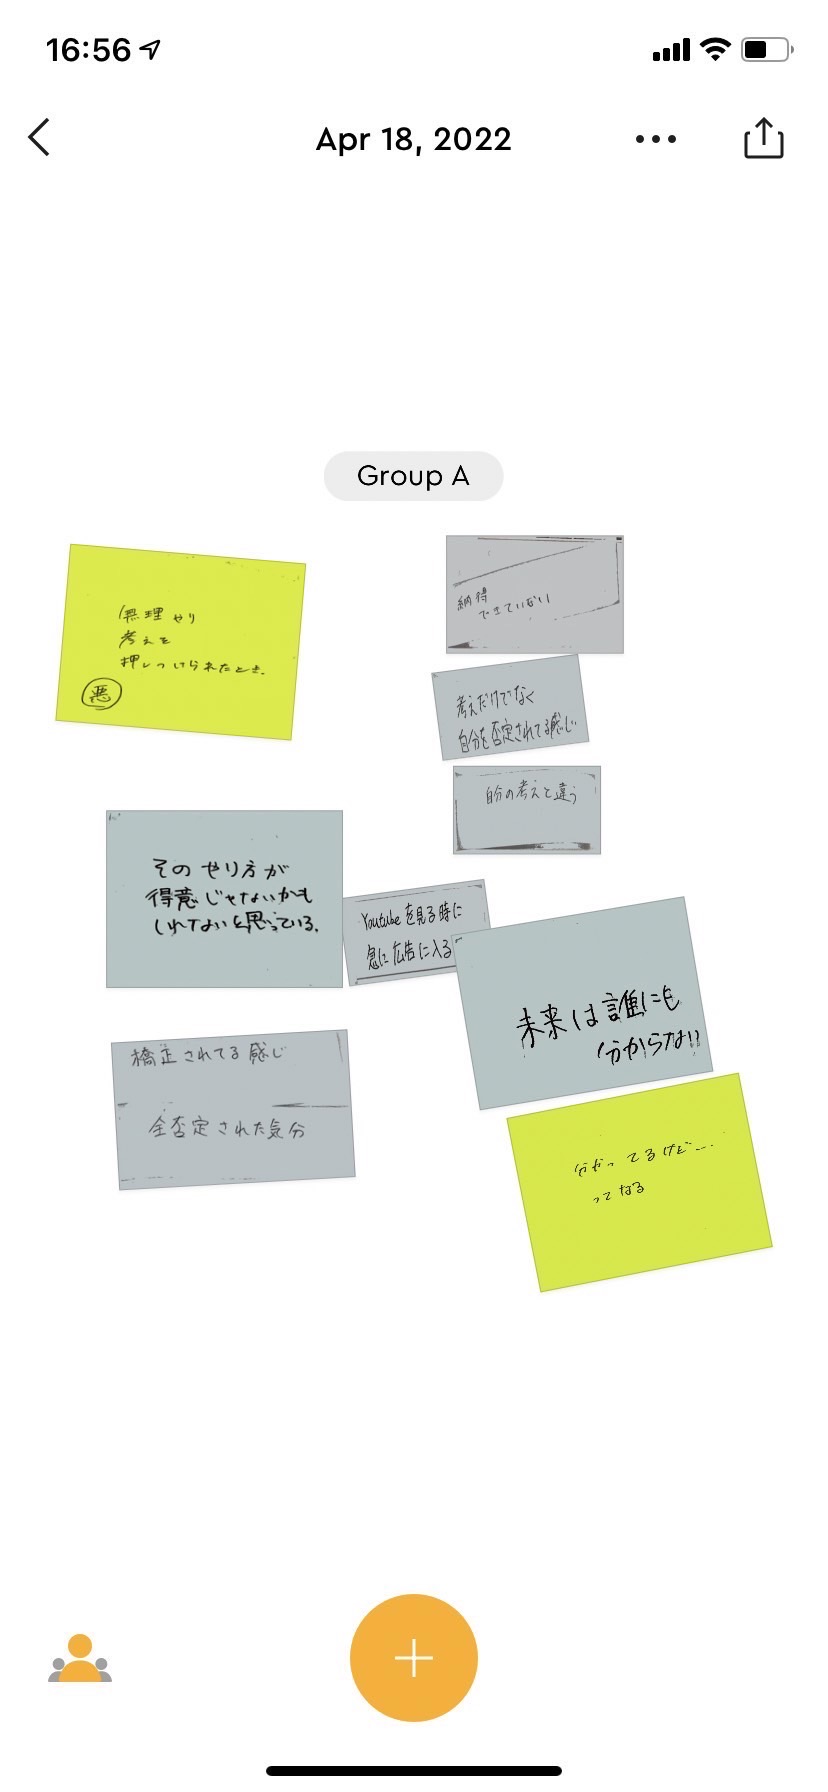 16:56
Apr 18, 2022
Group A
無理やり
考えを
押しつけられたとき.
悪
納得
できていない
考えだけでなく
自分を否定されてる感じ
自分の考えと違う
そのやり方が
得意じゃないかも
しれないと思っている.
Youtubeを見る時に
急に広告に入る
未来は誰にも
分からない
矯正されてる感じ
全否定された気分
分かってるけど…
ってなる